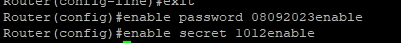 Router(config-line)#exit
Router(config)#enable password 08092023enable
Router(config)#enable secret 1012enable